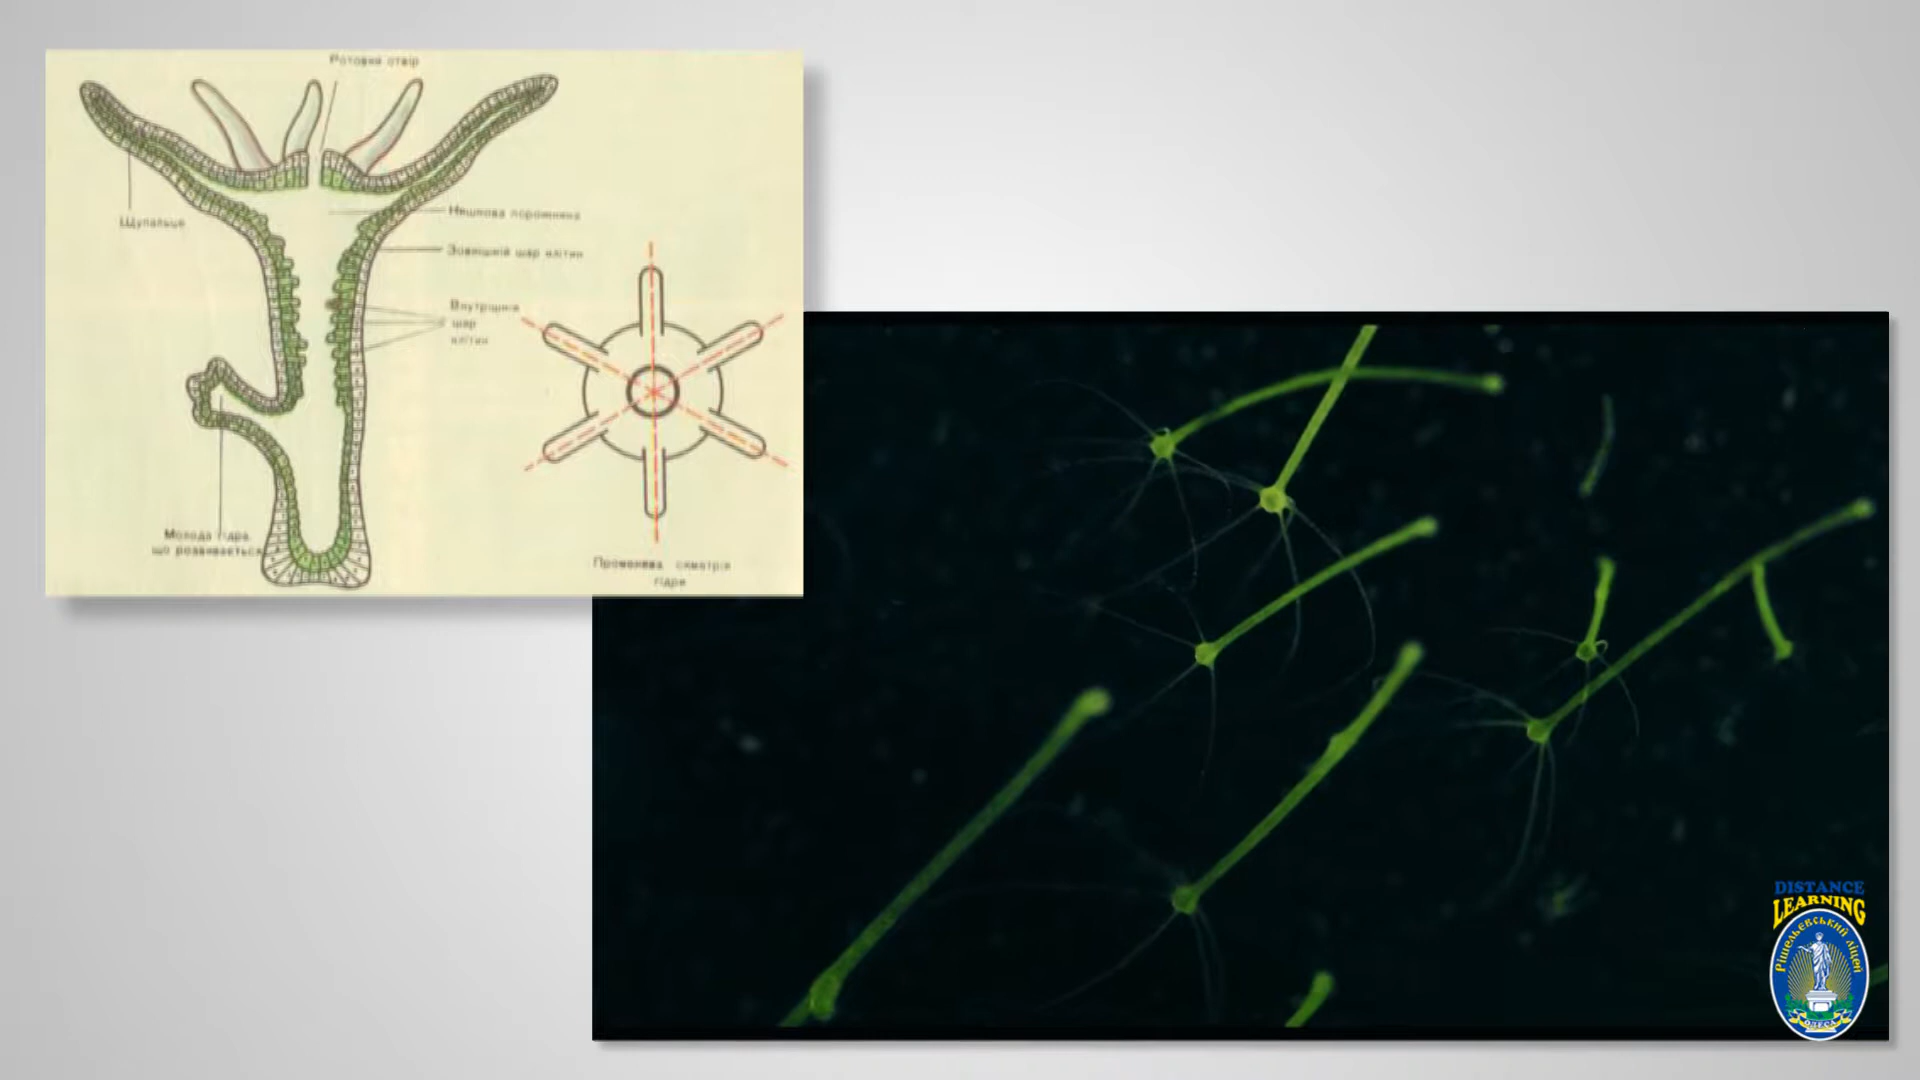 Ротовий отвір
Щупальце
Кишкова порожнина
Зовнішній шар клітин
Внутрішній
шар
клітин
Молода гідра,
що розвивається
Променева симетрія
гідри
DISTANCE
LEARNING
Рішельєвський ліцей
ОДЕСА